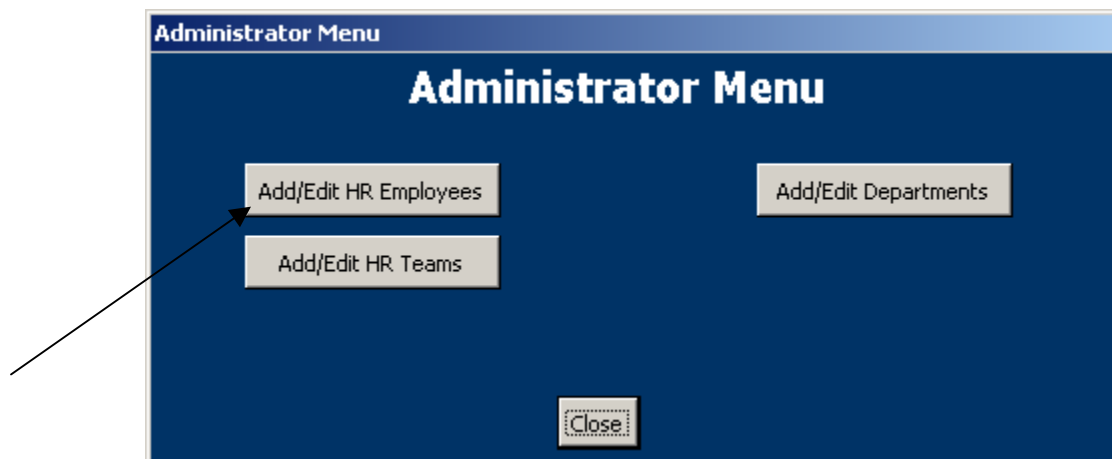 Administrator Menu
Administrator Menu
Add/Edit HR Employees
Add/Edit Departments
Add/Edit HR Teams
Close